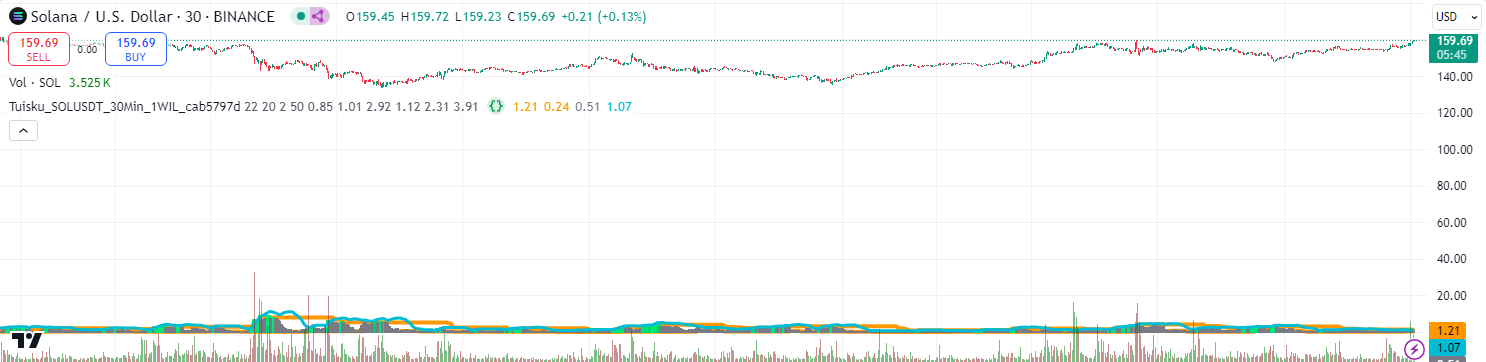 Solana / U.S. Dollar · 30 · BINANCE O159.45 H159.72 L159.23 C159.69 +0.21 (+0.13%) USD
159.69 SELL 0.00 159.69 BUY
159.69
05:45
Vol · SOL 3.525 K
140.00
Tuisku_SOLUSDT_30Min_1WIL_cab5797d 22 20 2 50 0.85 1.01 2.92 1.12 2.31 3.91 {} 1.21 0.24 0.51 1.07
120.00
100.00
80.00
60.00
40.00
20.00
1.21
1.07